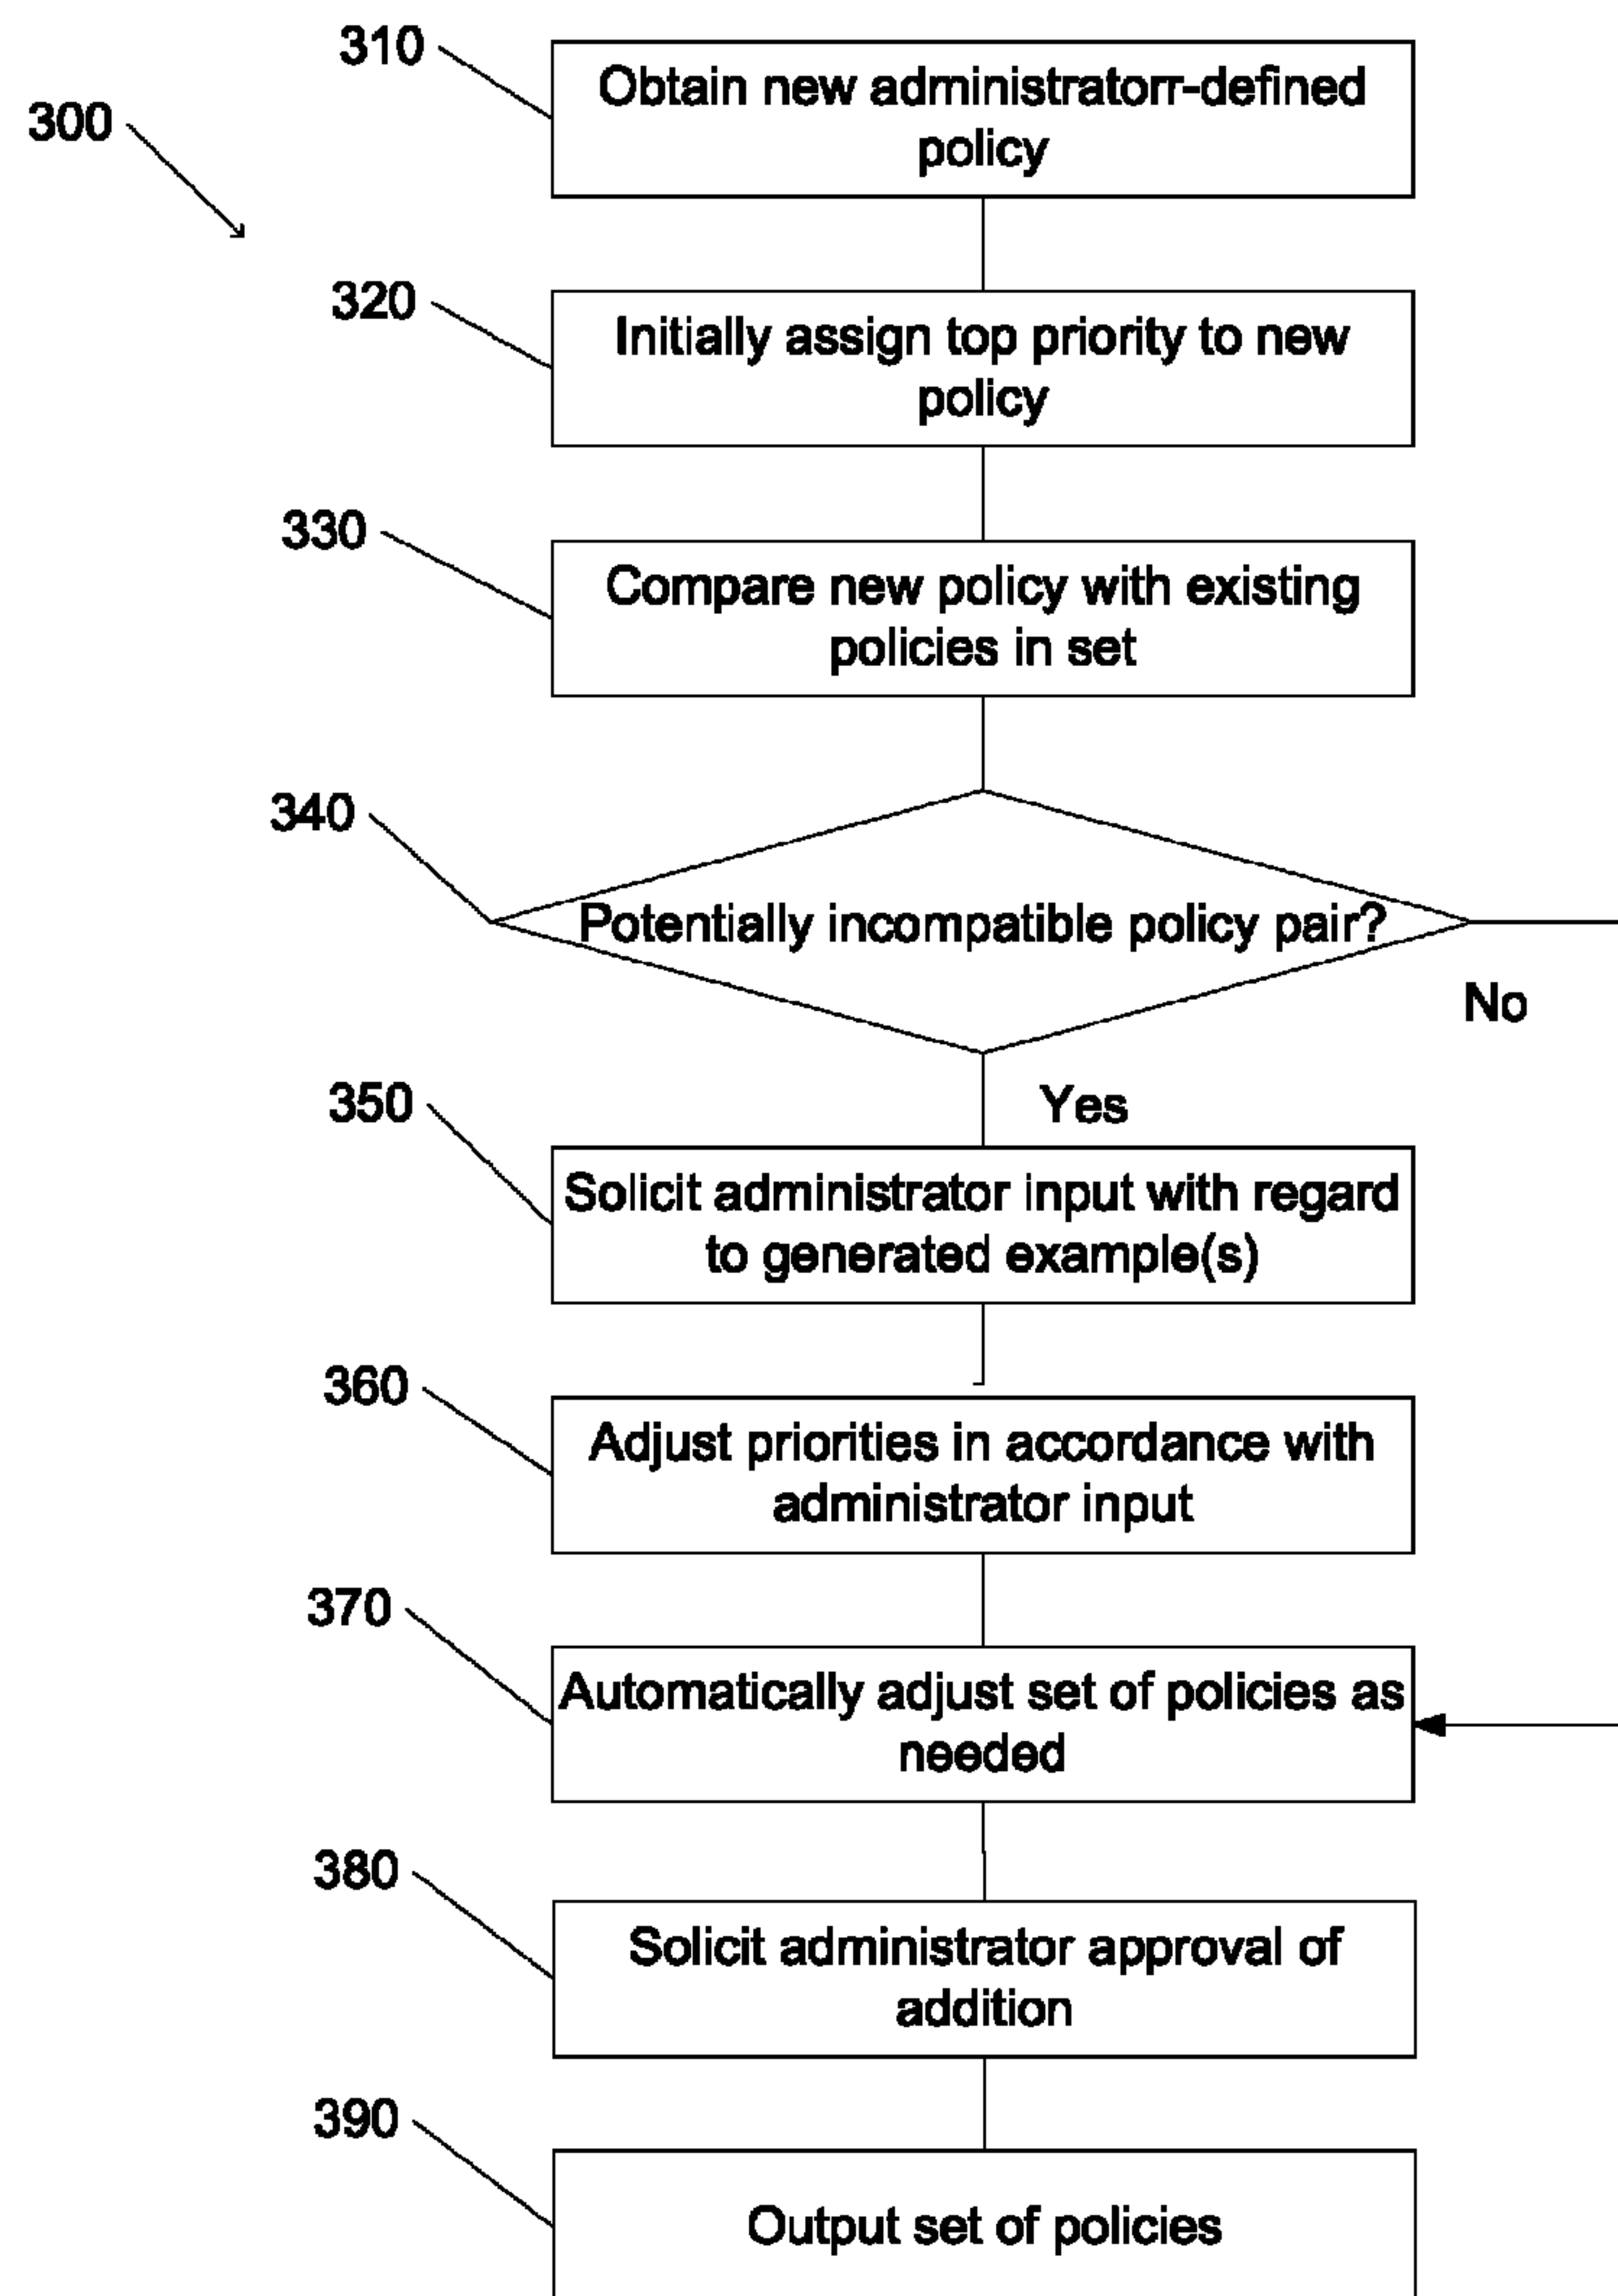 310
Obtain new administratorr-defined
policy
300
320
Initially assign top priority to new
policy
330
Compare new policy with existing
policies in set
340
Potentially incompatible policy pair?
No
Yes
350
Solicit administrator input with regard
to generated example(s)
360
Adjust priorities in accordance with
administrator input
370
Automatically adjust set of policies as
needed
380
Solicit administrator approval of
addition
390
Output set of policies